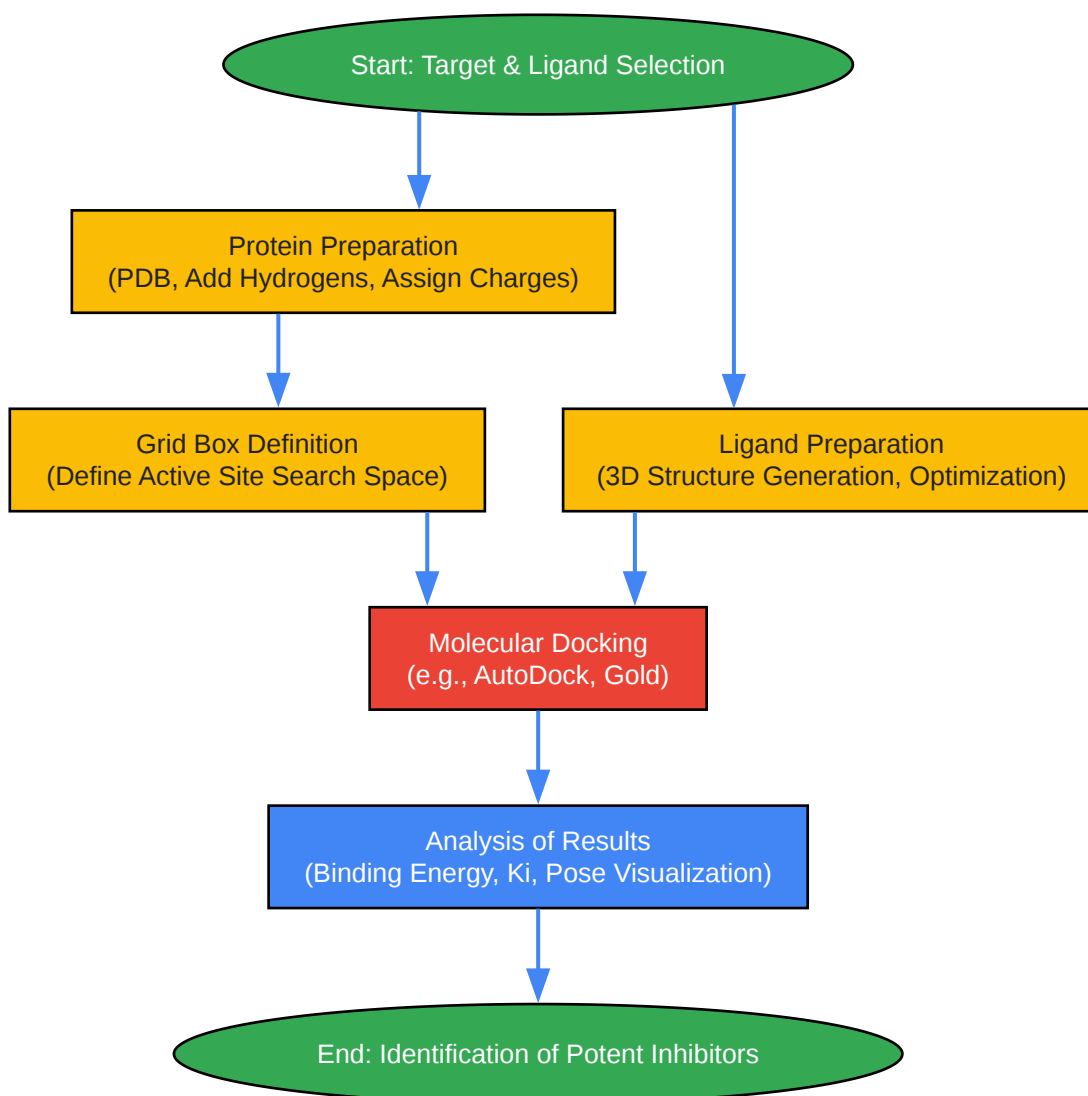 Start: Target & Ligand Selection
Protein Preparation
(PDB, Add Hydrogens, Assign Charges)
Grid Box Definition
(Define Active Site Search Space)
Ligand Preparation
(3D Structure Generation, Optimization)
Molecular Docking
(e.g., AutoDock, Gold)
Analysis of Results
(Binding Energy, Ki, Pose Visualization)
End: Identification of Potent Inhibitors